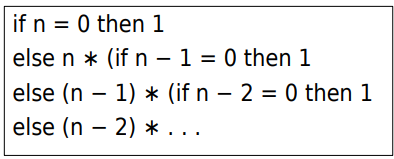 if n = 0 then 1
else n ∗ (if n − 1 = 0 then 1
else (n − 1) ∗ (if n − 2 = 0 then 1
else (n − 2) ∗ . . .